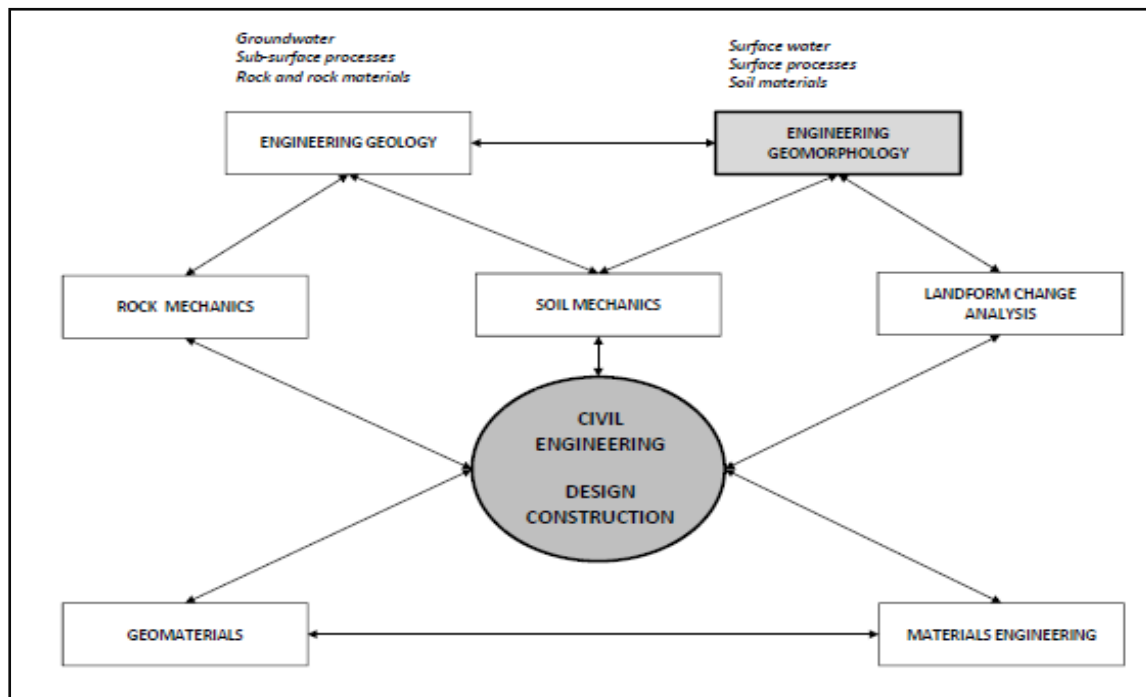 Groundwater
Sub-surface processes
Rock and rock materials
Surface water
Surface processes
Soil materials
ENGINEERING GEOLOGY
ENGINEERING
GEOMORPHOLOGY
ROCK MECHANICS
SOIL MECHANICS
LANDFORM CHANGE
ANALYSIS
CIVIL
ENGINEERING
DESIGN
CONSTRUCTION
GEOMATERIALS
MATERIALS ENGINEERING